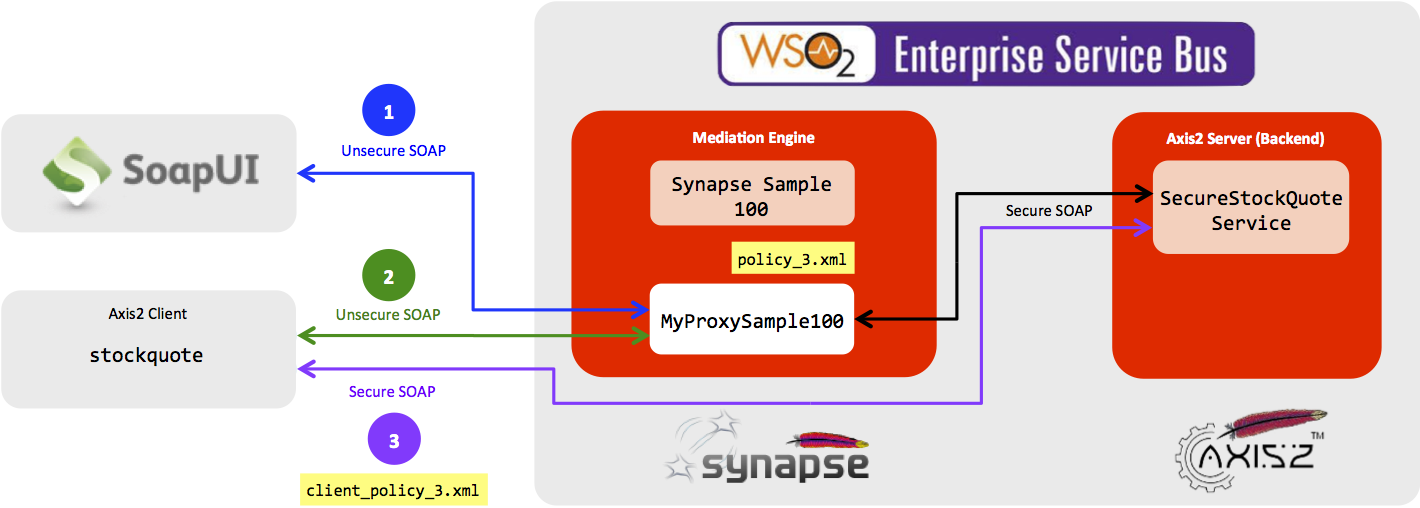 WSO2 Enterprise Service Bus
1
Unsecure SOAP
SoapUI
2
Unsecure SOAP
Axis2 Client
stockquote
Secure SOAP
3
client_policy_3.xml
Mediation Engine
Synapse Sample
100
policy_3.xml
MyProxySample100
synapse
Secure SOAP
Axis2 Server (Backend)
SecureStockQuote
Service
AXIS2 TM